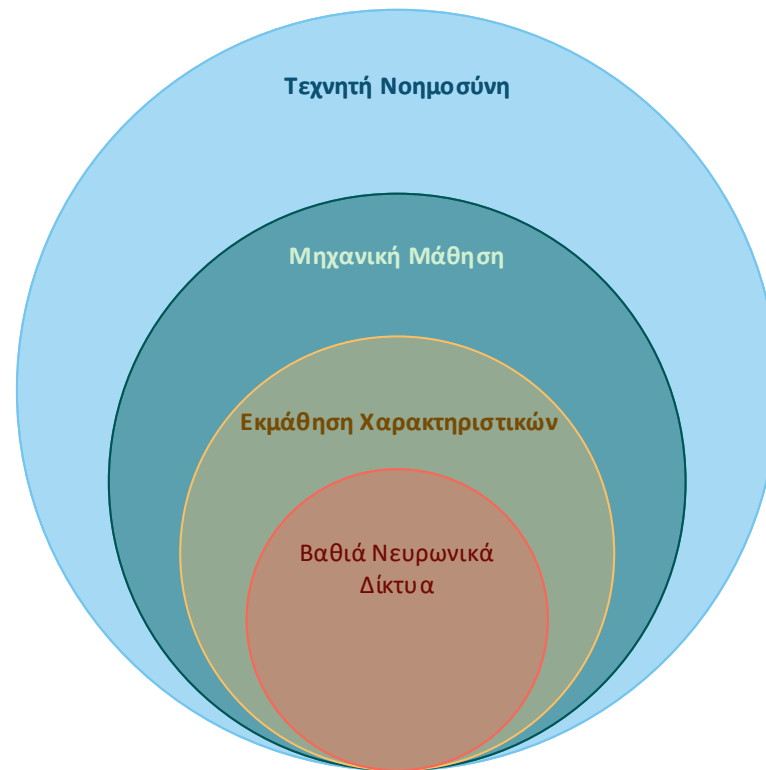 Τεχνητή Νοημοσύνη
Μηχανική Μάθηση
Εκμάθηση Χαρακτηριστικών
Βαθιά Νευρωνικά
Δίκτυα